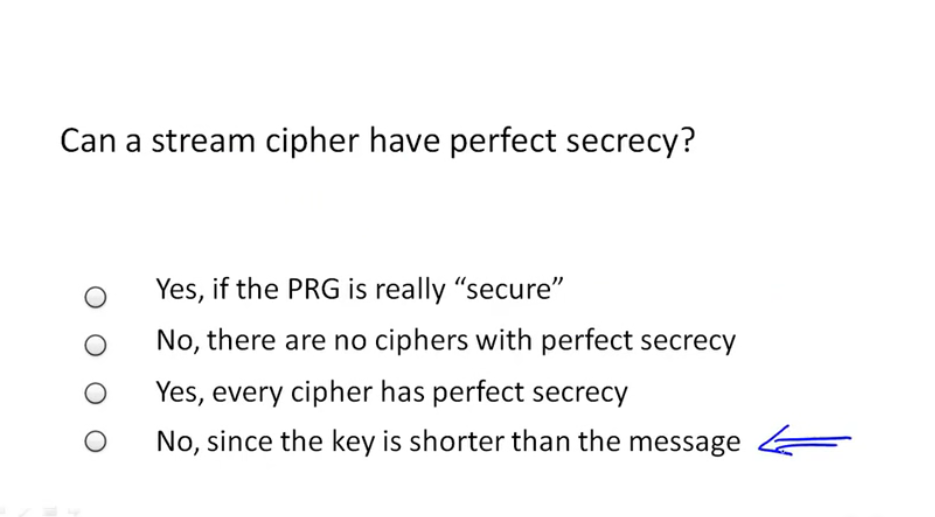 Can a stream cipher have perfect secrecy?
Yes, if the PRG is really “secure”
No, there are no ciphers with perfect secrecy
Yes, every cipher has perfect secrecy
No, since the key is shorter than the message